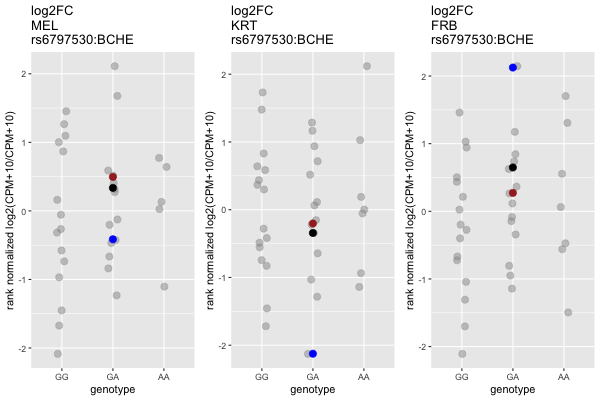 log2FC
MEL
rs6797530:BCHE
rank normalized log2(CPM+10/CPM+10)
2
1
0
-1
-2
GG
GA
AA
genotype
log2FC
KRT
rs6797530:BCHE
rank normalized log2(CPM+10/CPM+10)
2
1
0
-1
-2
GG
GA
AA
genotype
log2FC
FRB
rs6797530:BCHE
rank normalized log2(CPM+10/CPM+10)
2
1
0
-1
-2
GG
GA
AA
genotype